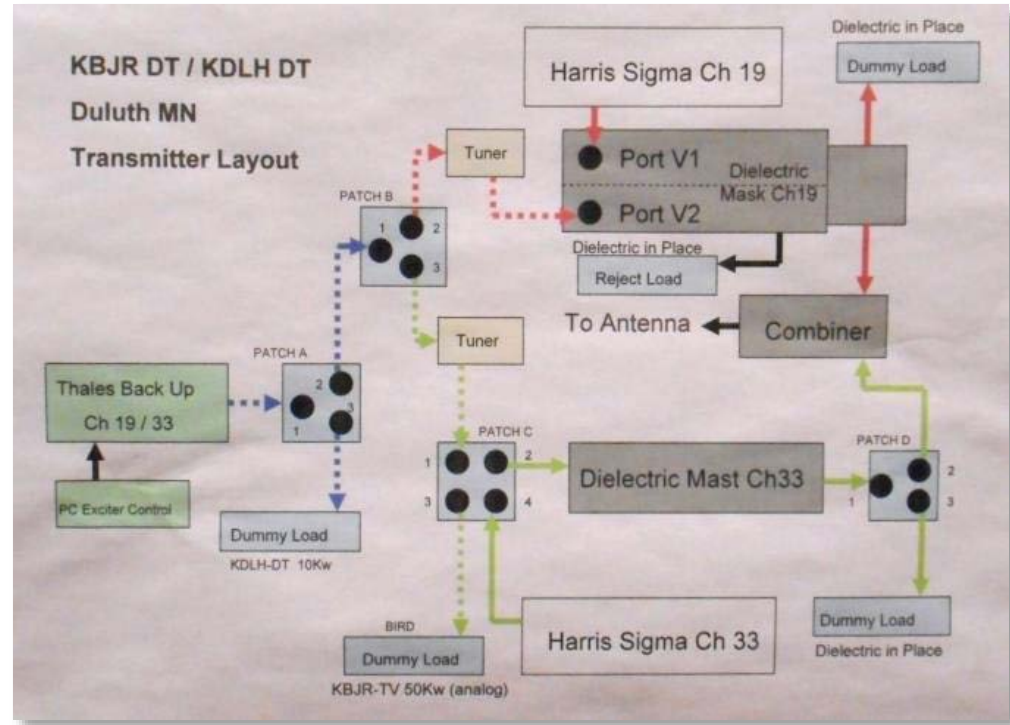 KBJR DT / KDLH DT
Duluth MN
Transmitter Layout
Dielectric in Place
Dummy Load
Harris Sigma Ch 19
Tuner
Port V1
Dielectric
Mask Ch19
Port V2
PATCH B
1
2
3
Dielectric in Place
Reject Load
To Antenna
Combiner
Tuner
PATCH A
2
3
1
Thales Back Up
Ch 19 / 33
PC Exciter Control
Dummy Load
KDLH-DT 10Kw
PATCH C
1
2
3
4
Dielectric Mast Ch33
PATCH D
2
1
3
BIRD
Dummy Load
KBJR-TV 50Kw (analog)
Harris Sigma Ch 33
Dummy Load
Dielectric in Place